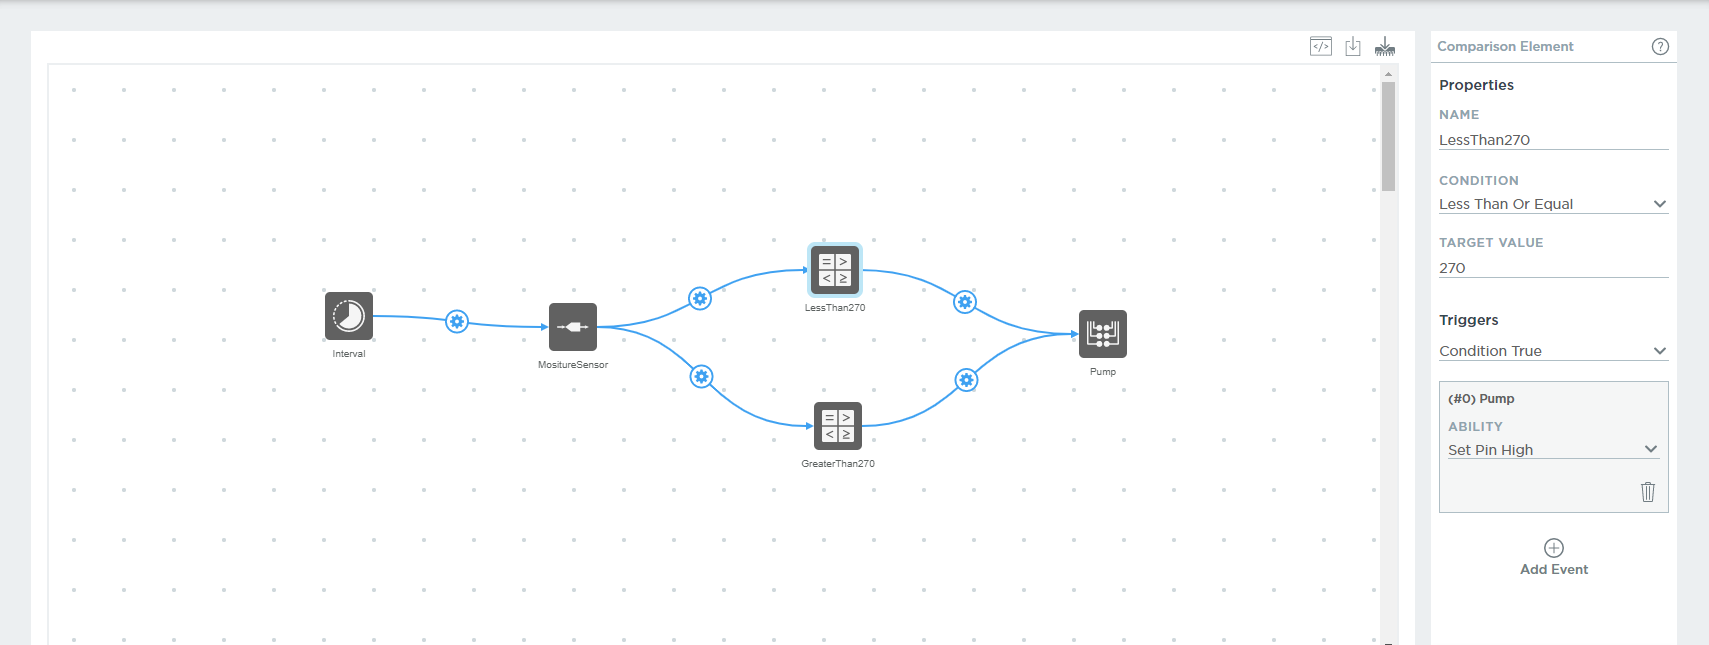 Interval
MositureSensor
LessThan270
GreaterThan270
Pump
Comparison Element
?
Properties
NAME
LessThan270
CONDITION
Less Than Or Equal
TARGET VALUE
270
Triggers
Condition True
(#0) Pump
ABILITY
Set Pin High
Add Event